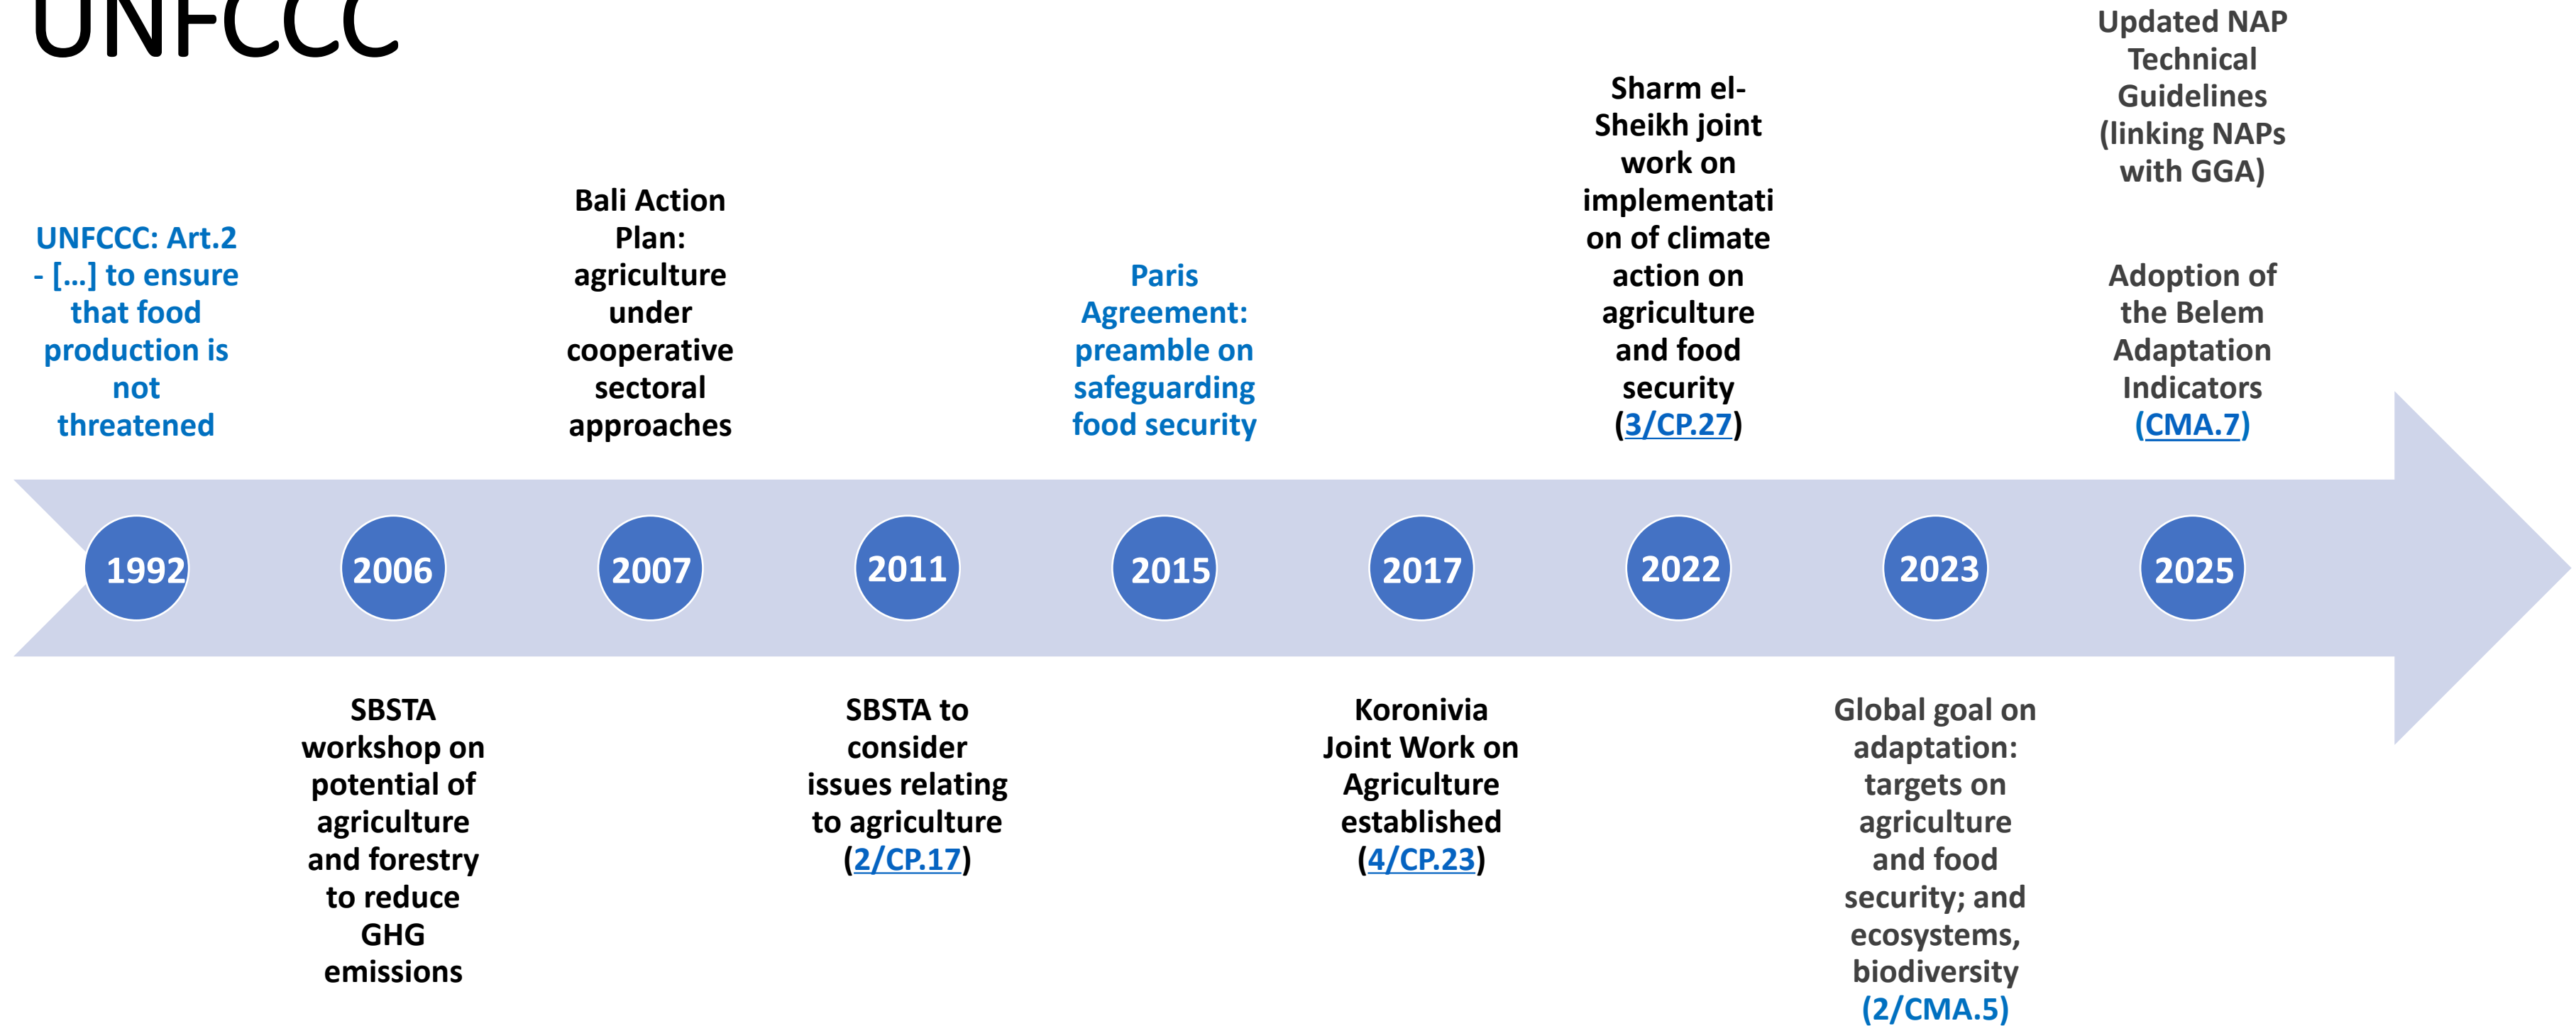 UNFCCC
UNFCCC: Art.2
- […] to ensure
that food
production is
not
threatened
Bali Action
Plan:
agriculture
under
cooperative
sectoral
approaches
Paris
Agreement:
preamble on
safeguarding
food security
Sharm el-
Sheikh joint
work on
implementati
on of climate
action on
agriculture
and food
security
(3/CP.27)
Updated NAP
Technical
Guidelines
(linking NAPs
with GGA)
Adoption of
the Belem
Adaptation
Indicators
(CMA.7)
1992
2006
2007
2011
2015
2017
2022
2023
2025
SBSTA
workshop on
potential of
agriculture
and forestry
to reduce
GHG
emissions
SBSTA to
consider
issues relating
to agriculture
(2/CP.17)
Koronivia
Joint Work on
Agriculture
established
(4/CP.23)
Global goal on
adaptation:
targets on
agriculture
and food
security; and
ecosystems,
biodiversity
(2/CMA.5)